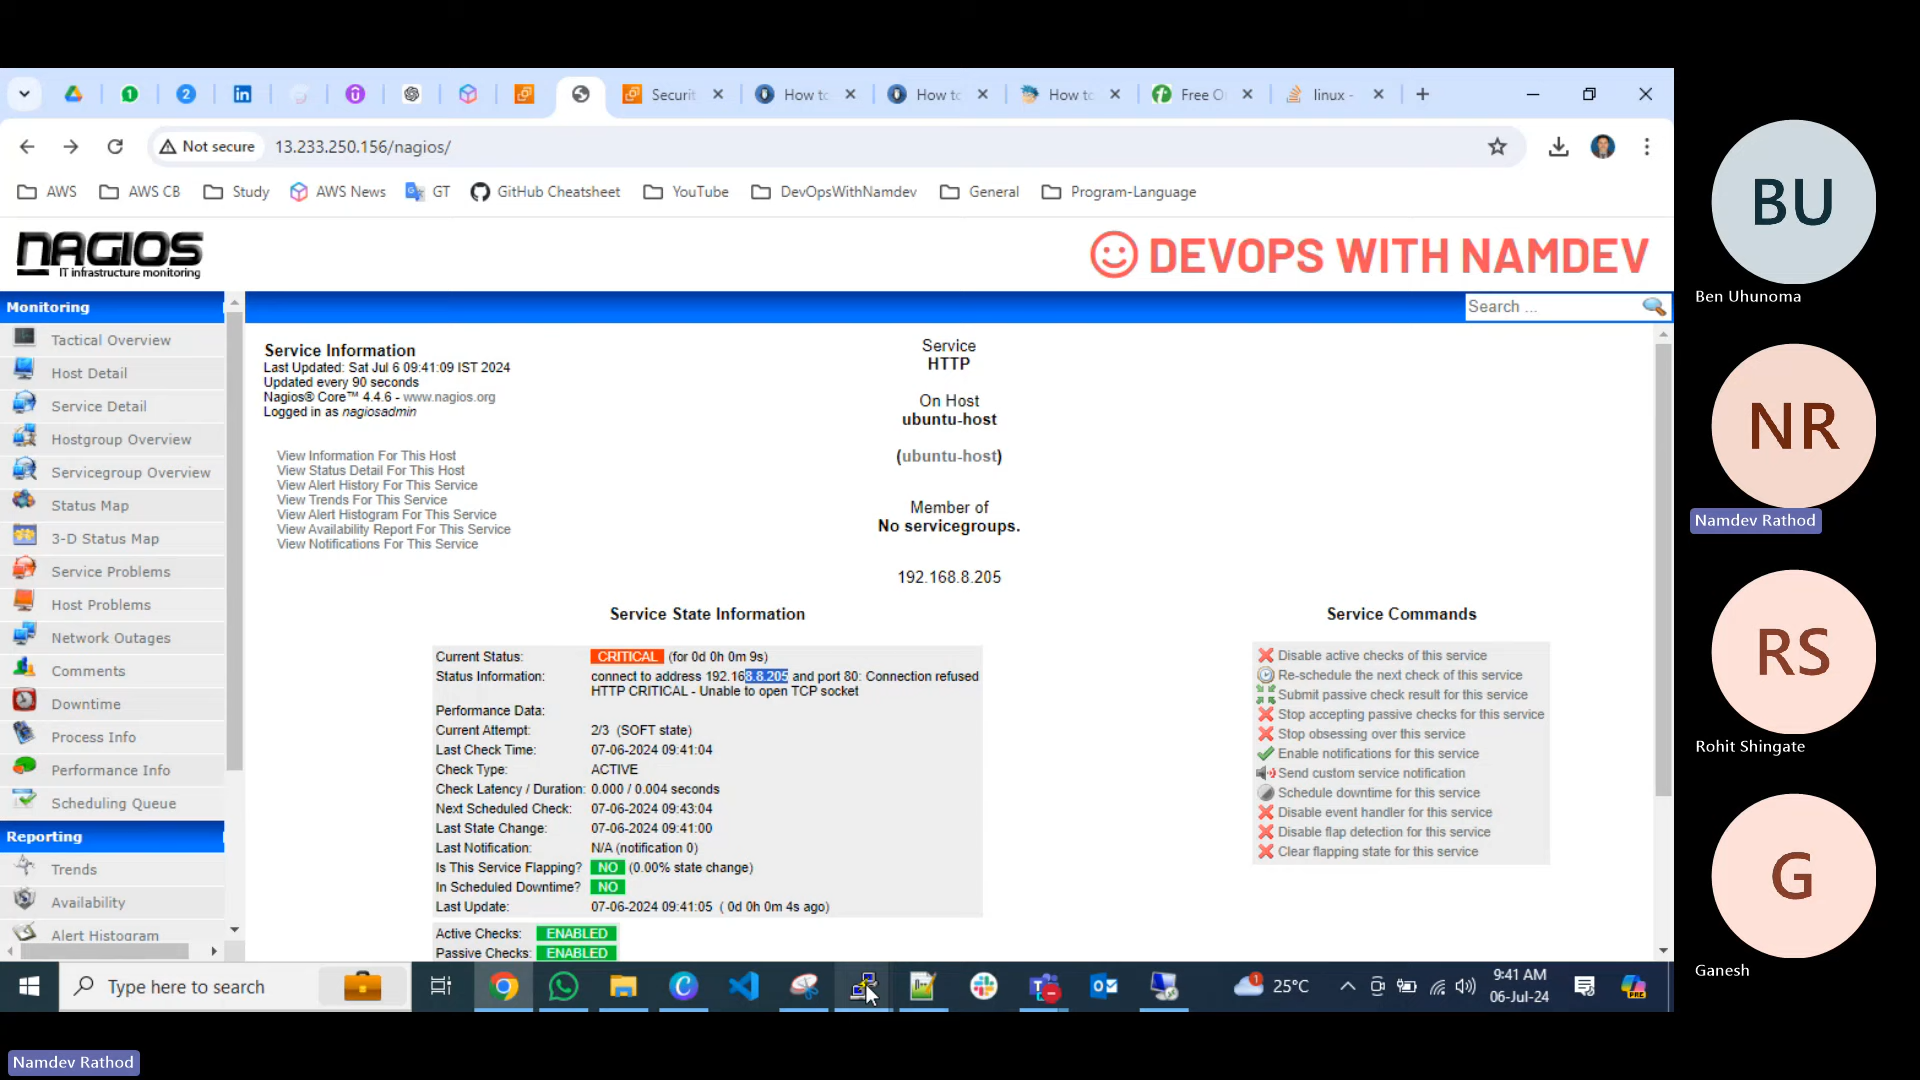 1
2
Securit
How to
How to
How to
Free O
linux -
Not secure
13.233.250.156/nagios/
AWS
AWS CB
Study
AWS News
GT
GitHub Cheatsheet
YouTube
DevOpsWithNamdev
General
Program-Language
NAGIOS
IT infrastructure monitoring
DEVOPS WITH NAMDEV
Search ...
Monitoring
Tactical Overview
Host Detail
Service Detail
Hostgroup Overview
Servicegroup Overview
Status Map
3-D Status Map
Service Problems
Host Problems
Network Outages
Comments
Downtime
Process Info
Performance Info
Scheduling Queue
Reporting
Trends
Availability
Alert Histogram
Service Information
Last Updated: Sat Jul 6 09:41:09 IST 2024
Updated every 90 seconds
Nagios® Core™ 4.4.6 - www.nagios.org
Logged in as nagiosadmin
View Information For This Host
View Status Detail For This Host
View Alert History For This Service
View Trends For This Service
View Alert Histogram For This Service
View Availability Report For This Service
View Notifications For This Service
Service
HTTP
On Host
ubuntu-host
(ubuntu-host)
Member of
No servicegroups.
192.168.8.205
Service State Information
Current Status: CRITICAL (for 0d 0h 0m 9s)
Status Information: connect to address 192.168.8.205 and port 80: Connection refused
HTTP CRITICAL - Unable to open TCP socket
Performance Data:
Current Attempt: 2/3 (SOFT state)
Last Check Time: 07-06-2024 09:41:04
Check Type: ACTIVE
Check Latency / Duration: 0.000 / 0.004 seconds
Next Scheduled Check: 07-06-2024 09:43:04
Last State Change: 07-06-2024 09:41:00
Last Notification: N/A (notification 0)
Is This Service Flapping? NO (0.00% state change)
In Scheduled Downtime? NO
Last Update: 07-06-2024 09:41:05 ( 0d 0h 0m 4s ago)
Active Checks: ENABLED
Passive Checks: ENABLED
Service Commands
Disable active checks of this service
Re-schedule the next check of this service
Submit passive check result for this service
Stop accepting passive checks for this service
Stop obsessing over this service
Enable notifications for this service
Send custom service notification
Schedule downtime for this service
Disable event handler for this service
Disable flap detection for this service
Clear flapping state for this service
Type here to search
1
25°C
9:41 AM
06-Jul-24
PRE
BU
Ben Uhunoma
NR
Namdev Rathod
RS
Rohit Shingate
G
Ganesh
Namdev Rathod